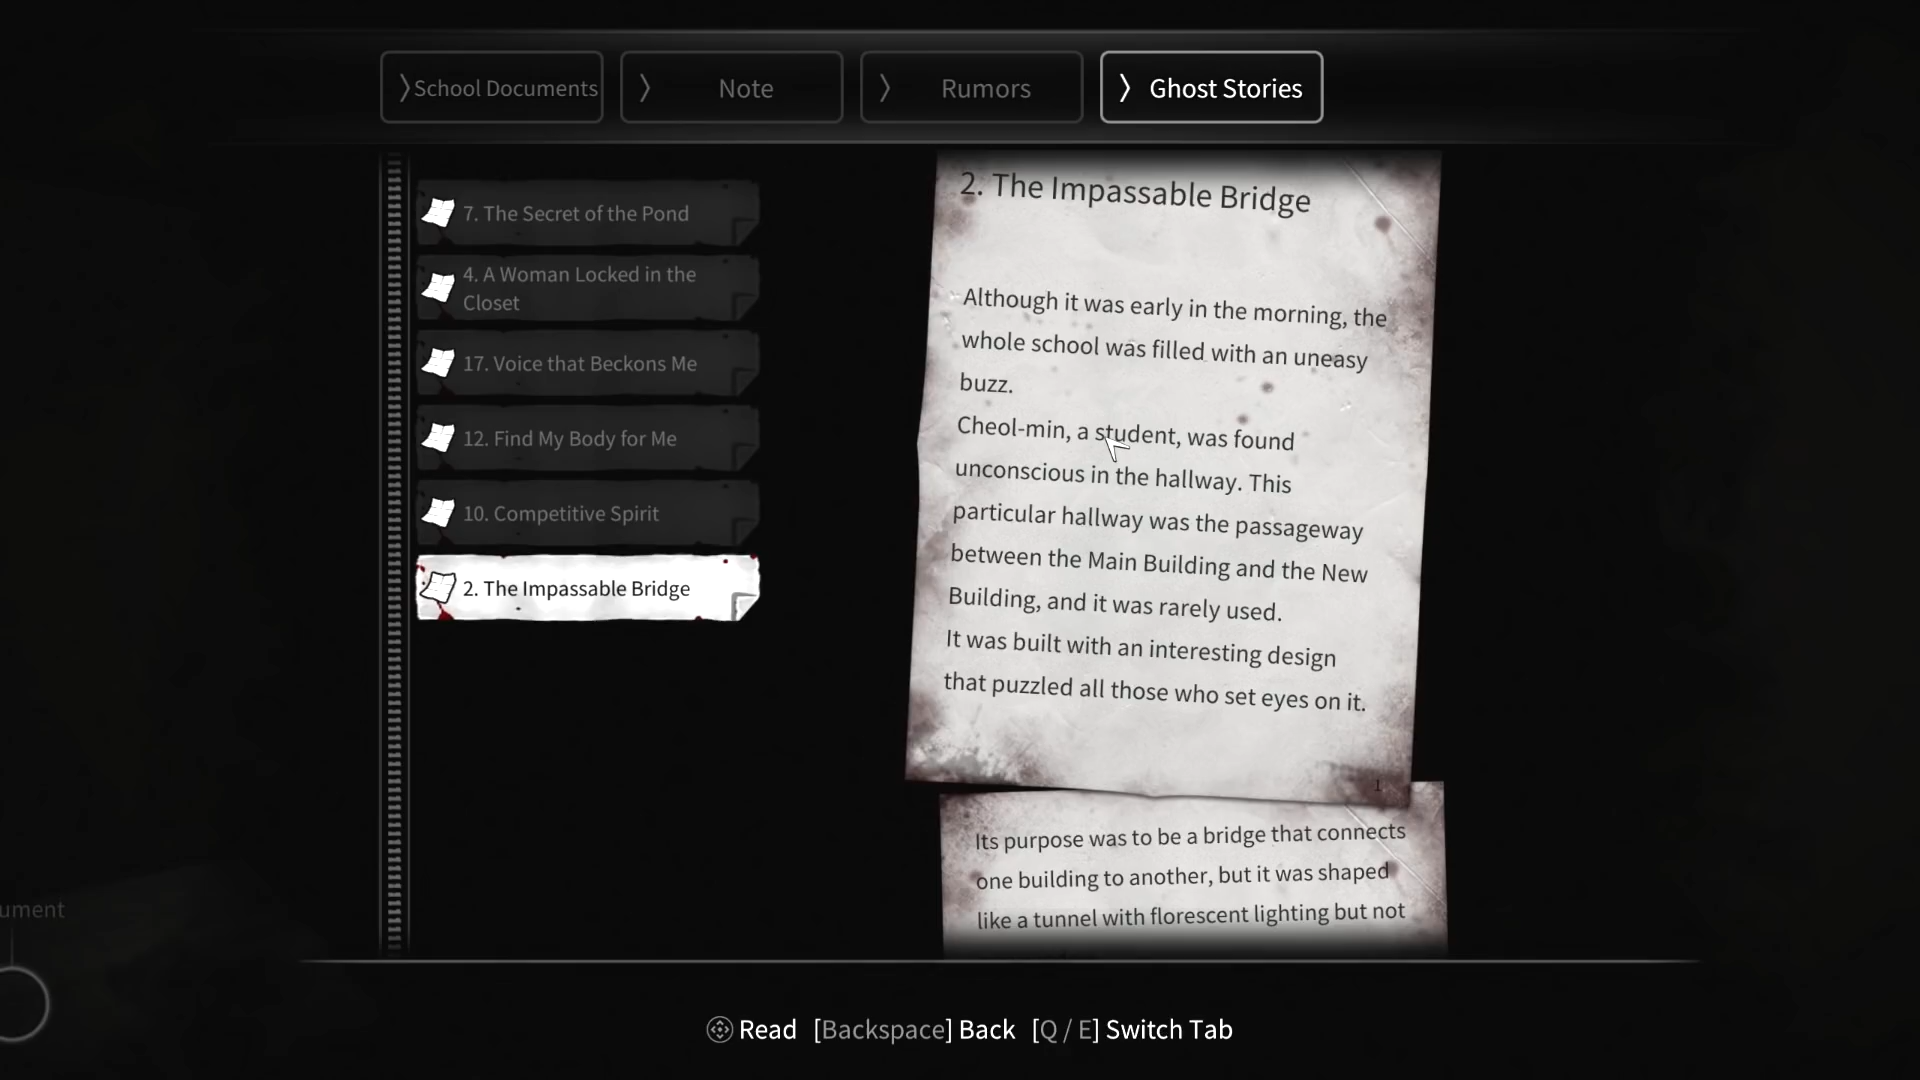 School Documents
Note
Rumors
Ghost Stories
7. The Secret of the Pond
4. A Woman Locked in the
Closet
17. Voice that Beckons Me
12. Find My Body for Me
10. Competitive Spirit
2. The Impassable Bridge
2. The Impassable Bridge
Although it was early in the morning, the
whole school was filled with an uneasy
buzz.
Cheol-min, a student, was found
unconscious in the hallway. This
particular hallway was the passageway
between the Main Building and the New
Building, and it was rarely used.
It was built with an interesting design
that puzzled all those who set eyes on it.
1
Its purpose was to be a bridge that connects
one building to another, but it was shaped
like a tunnel with florescent lighting but not
ument
Read [Backspace] Back [Q / E] Switch Tab